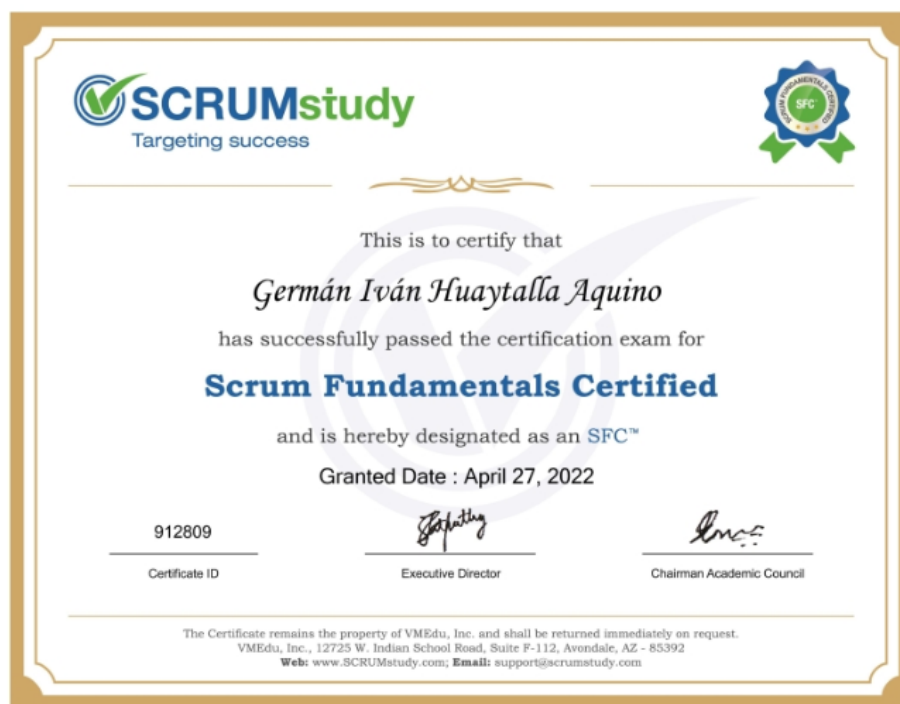 SCRUMstudy
Targeting success
SCRUM FUNDAMENTALS CERTIFIED
SFC
This is to certify that
Germán Iván Huaytalla Aquino
has successfully passed the certification exam for
Scrum Fundamentals Certified
and is hereby designated as an SFC™
Granted Date : April 27, 2022
912809
Certificate ID
Executive Director
Chairman Academic Council
The Certificate remains the property of VMEdu, Inc. and shall be returned immediately on request.
VMEdu, Inc., 12725 W. Indian School Road, Suite F-112, Avondale, AZ - 85392
Web: www.SCRUMstudy.com; Email: support@scrumstudy.com